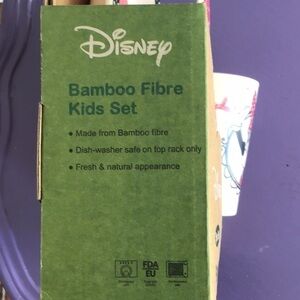 Disney
Bamboo Fibre
Kids Set
• Made from Bamboo fibre
• Dish-washer safe on top rack only
• Fresh & natural appearance
FDA
EU